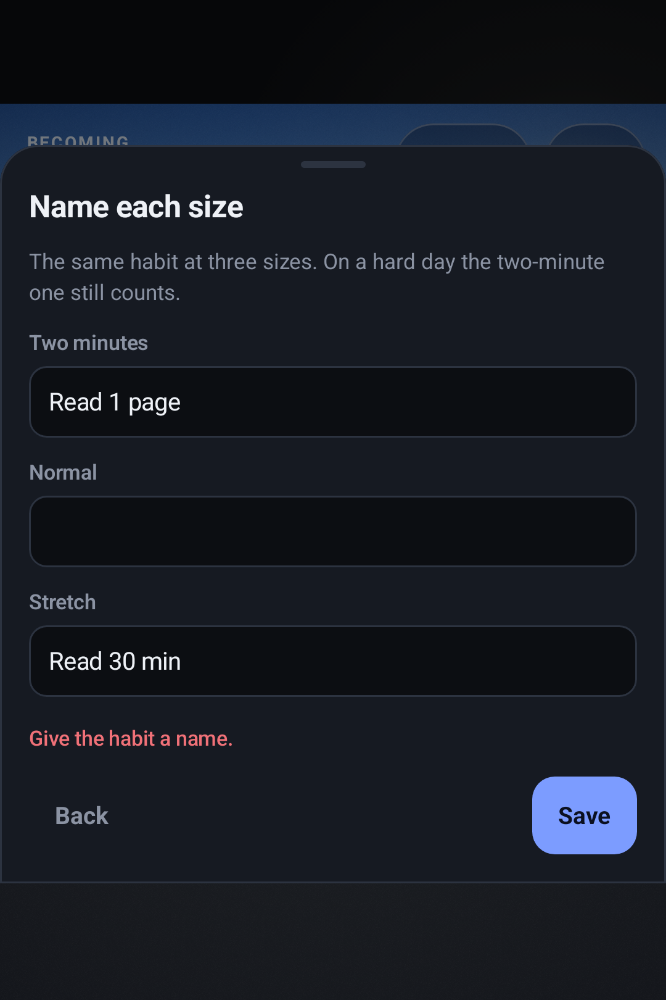 BECOMING
Name each size
The same habit at three sizes. On a hard day the two-minute
one still counts.
Two minutes
Read 1 page
Normal
Stretch
Read 30 min
Give the habit a name.
Back
Save